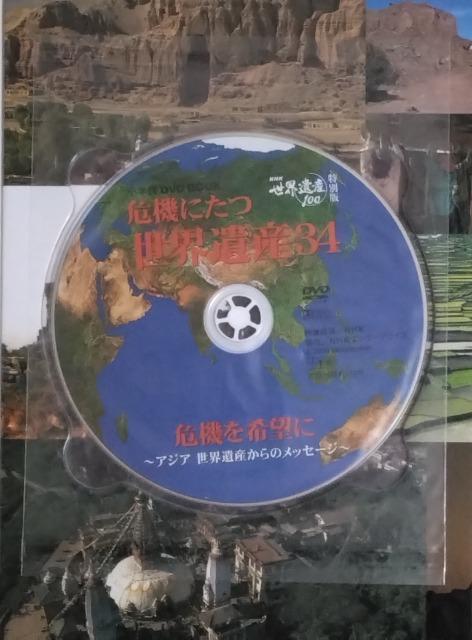 小学館DVD BOOK
NHK 世界遺産100 特別版
危機にたつ
世界遺産34
DVD
危機を希望に
〜アジア 世界遺産からのメッセージ〜